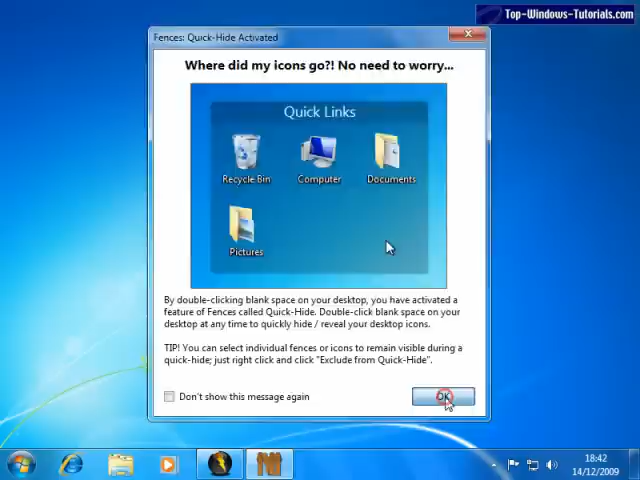 Top-Windows-Tutorials.com
Fences: Quick-Hide Activated
Where did my icons go?! No need to worry...
Quick Links
Recycle Bin
Computer
Documents
Pictures
By double-clicking blank space on your desktop, you have activated a
feature of Fences called Quick-Hide. Double-click blank space on your
desktop at any time to quickly hide / reveal your desktop icons.
TIP! You can select individual fences or icons to remain visible during a
quick-hide; just right click and click "Exclude from Quick-Hide".
Don't show this message again
OK
18:42
14/12/2009